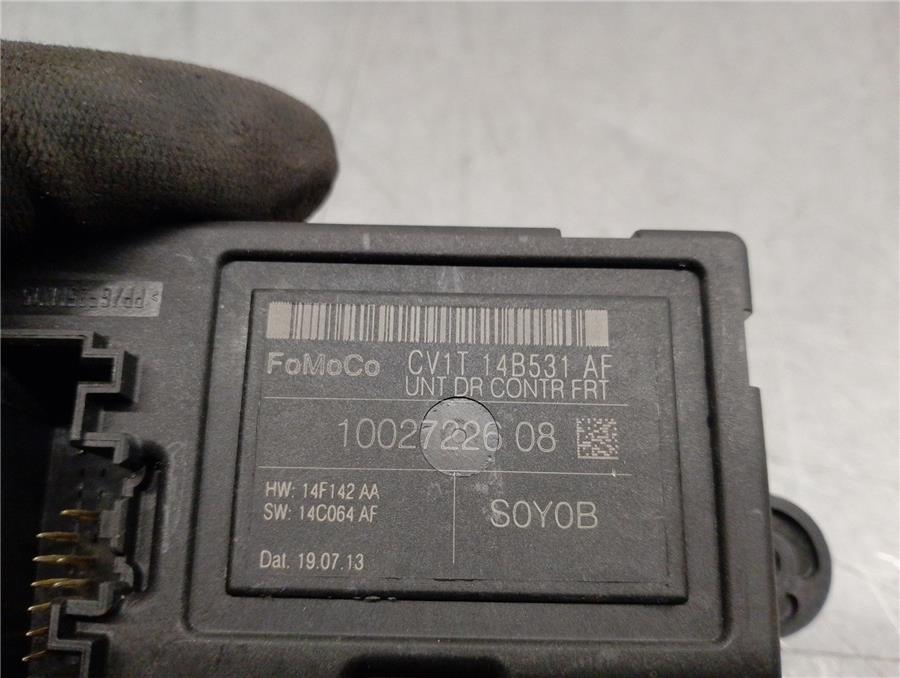 FoMoCo CV1T 14B531 AF
UNT DR CONTR FRT
10027226 08
HW: 14F142 AA
SW: 14C064 AF
S0Y0B
Dat. 19.07.13